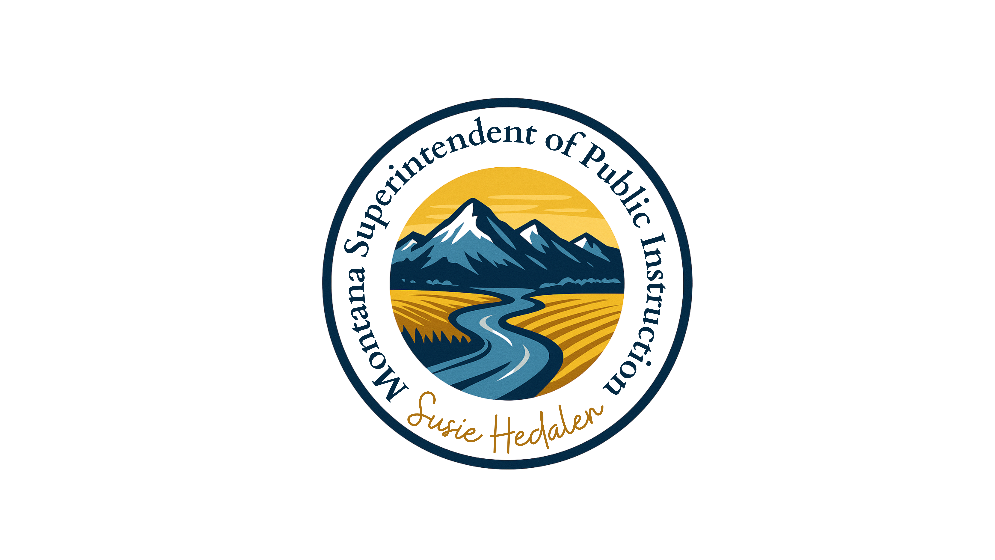 Montana Superintendent of Public Instruction
Susie Hedalen